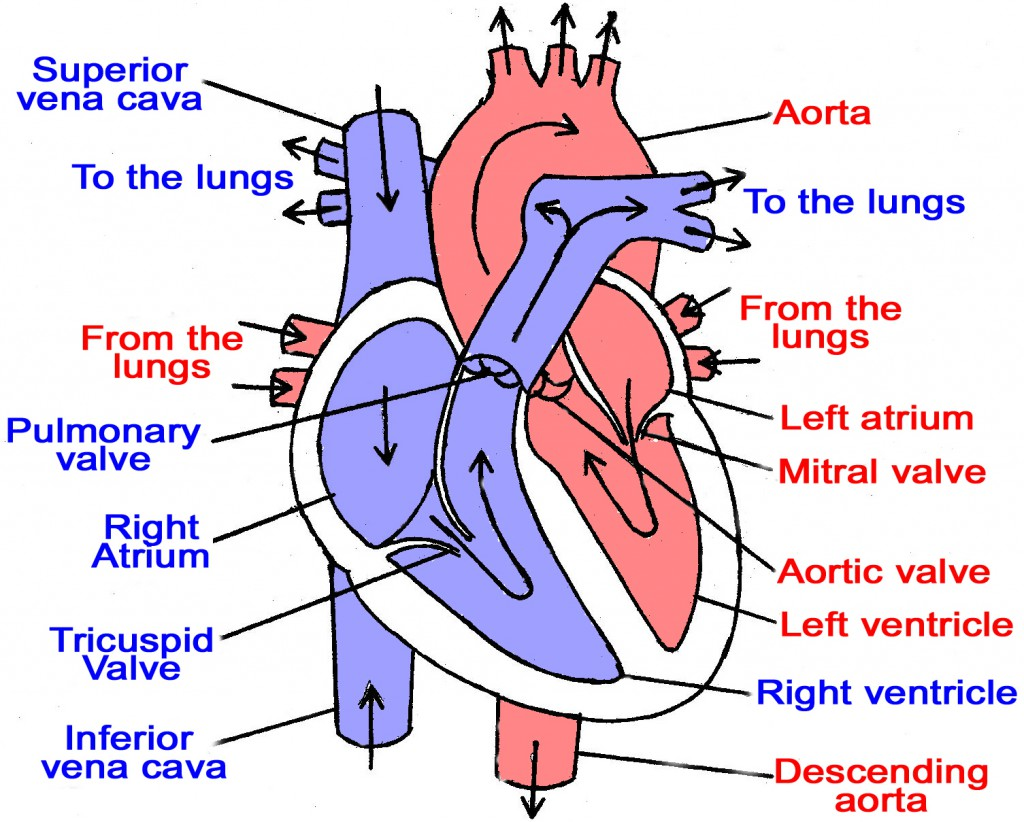 Superior
vena cava
To the lungs
From the
lungs
Pulmonary
valve
Right
Atrium
Tricuspid
Valve
Inferior
vena cava
Aorta
To the lungs
From the
lungs
Left atrium
Mitral valve
Aortic valve
Left ventricle
Right ventricle
Descending
aorta